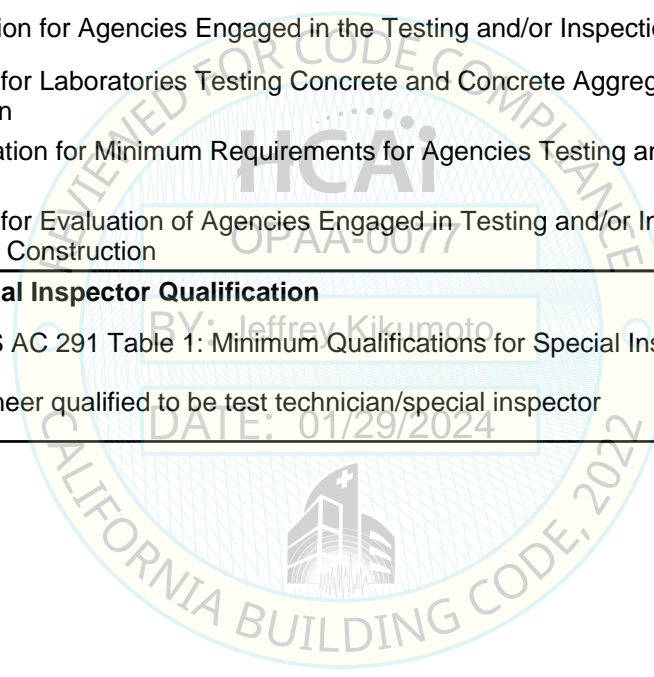 ion for Agencies Engaged in the Testing and/or Inspectio
for Laboratories Testing Concrete and Concrete Aggreg
n
ation for Minimum Requirements for Agencies Testing ar
for Evaluation of Agencies Engaged in Testing and/or In
Construction
al Inspector Qualification
S AC 291 Table 1: Minimum Qualifications for Special Ins
neer qualified to be test technician/special inspector
REVIEWED FOR CODE COMPLIANCE
HCAi
OPAA-0077
BY: Jeffrey Kikumoto
DATE: 01/29/2024
CALIFORNIA BUILDING CODE, 2022